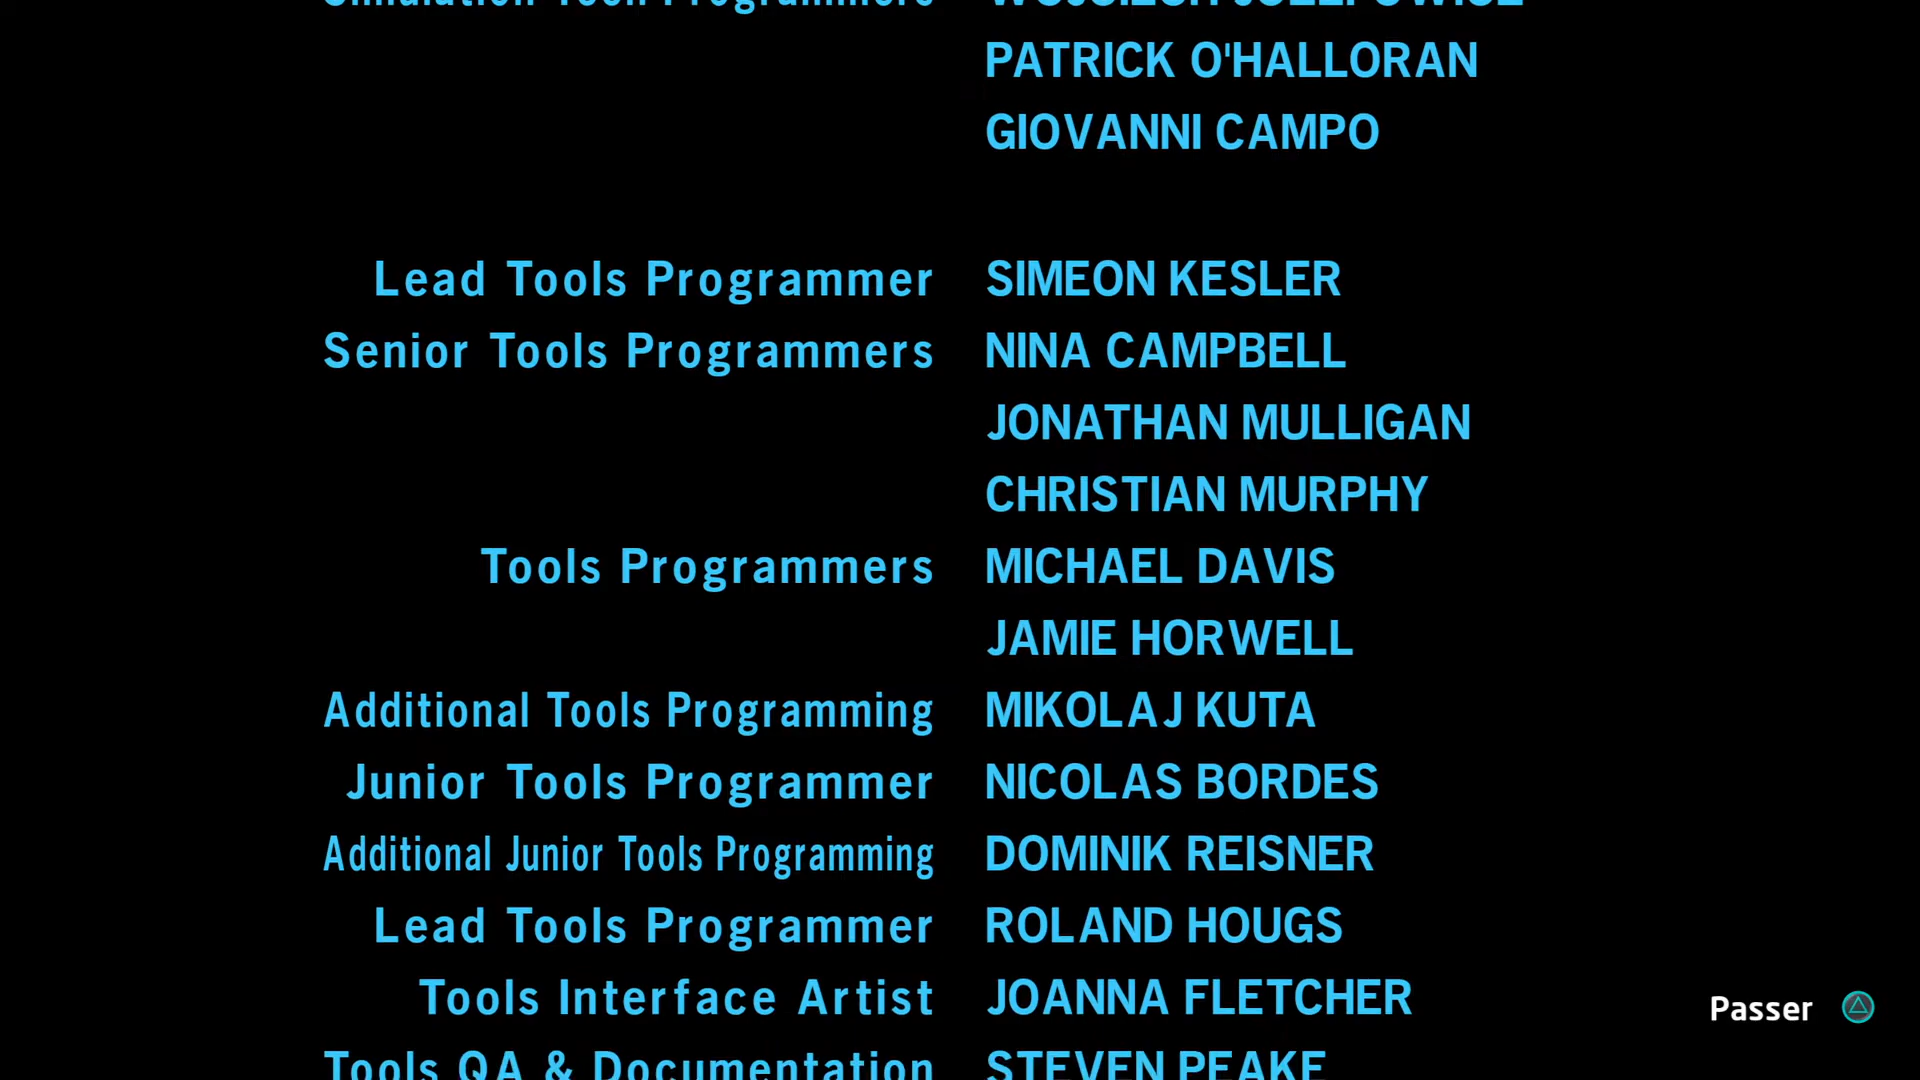 PATRICK O'HALLORAN
GIOVANNI CAMPO
Lead Tools Programmer SIMEON KESLER
Senior Tools Programmers NINA CAMPBELL
JONATHAN MULLIGAN
CHRISTIAN MURPHY
Tools Programmers MICHAEL DAVIS
JAMIE HORWELL
Additional Tools Programming MIKOLAJ KUTA
Junior Tools Programmer NICOLAS BORDES
Additional Junior Tools Programming DOMINIK REISNER
Lead Tools Programmer ROLAND HOUGS
Tools Interface Artist JOANNA FLETCHER
Passer
Tools QA & Documentation STEVEN PEAKE